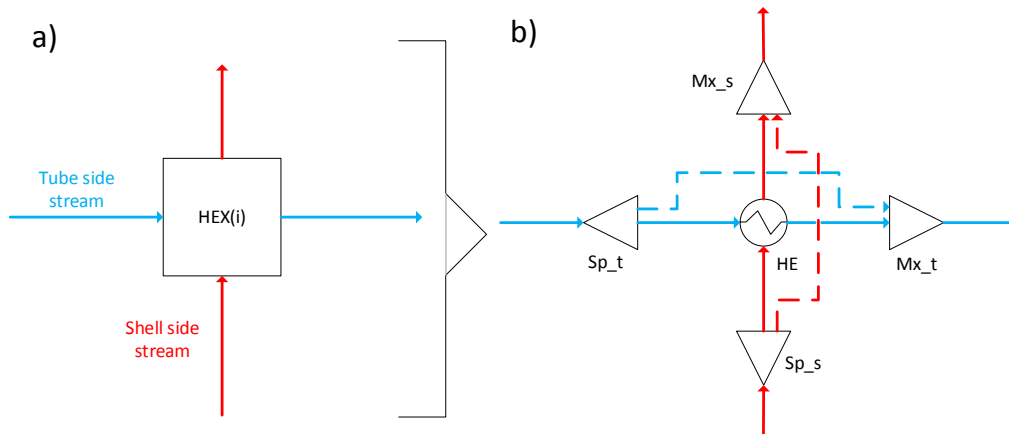 a)
Tube side
stream
HEX(i)
Shell side
stream
b)
Mx_s
Sp_t
HE
Mx_t
Sp_s